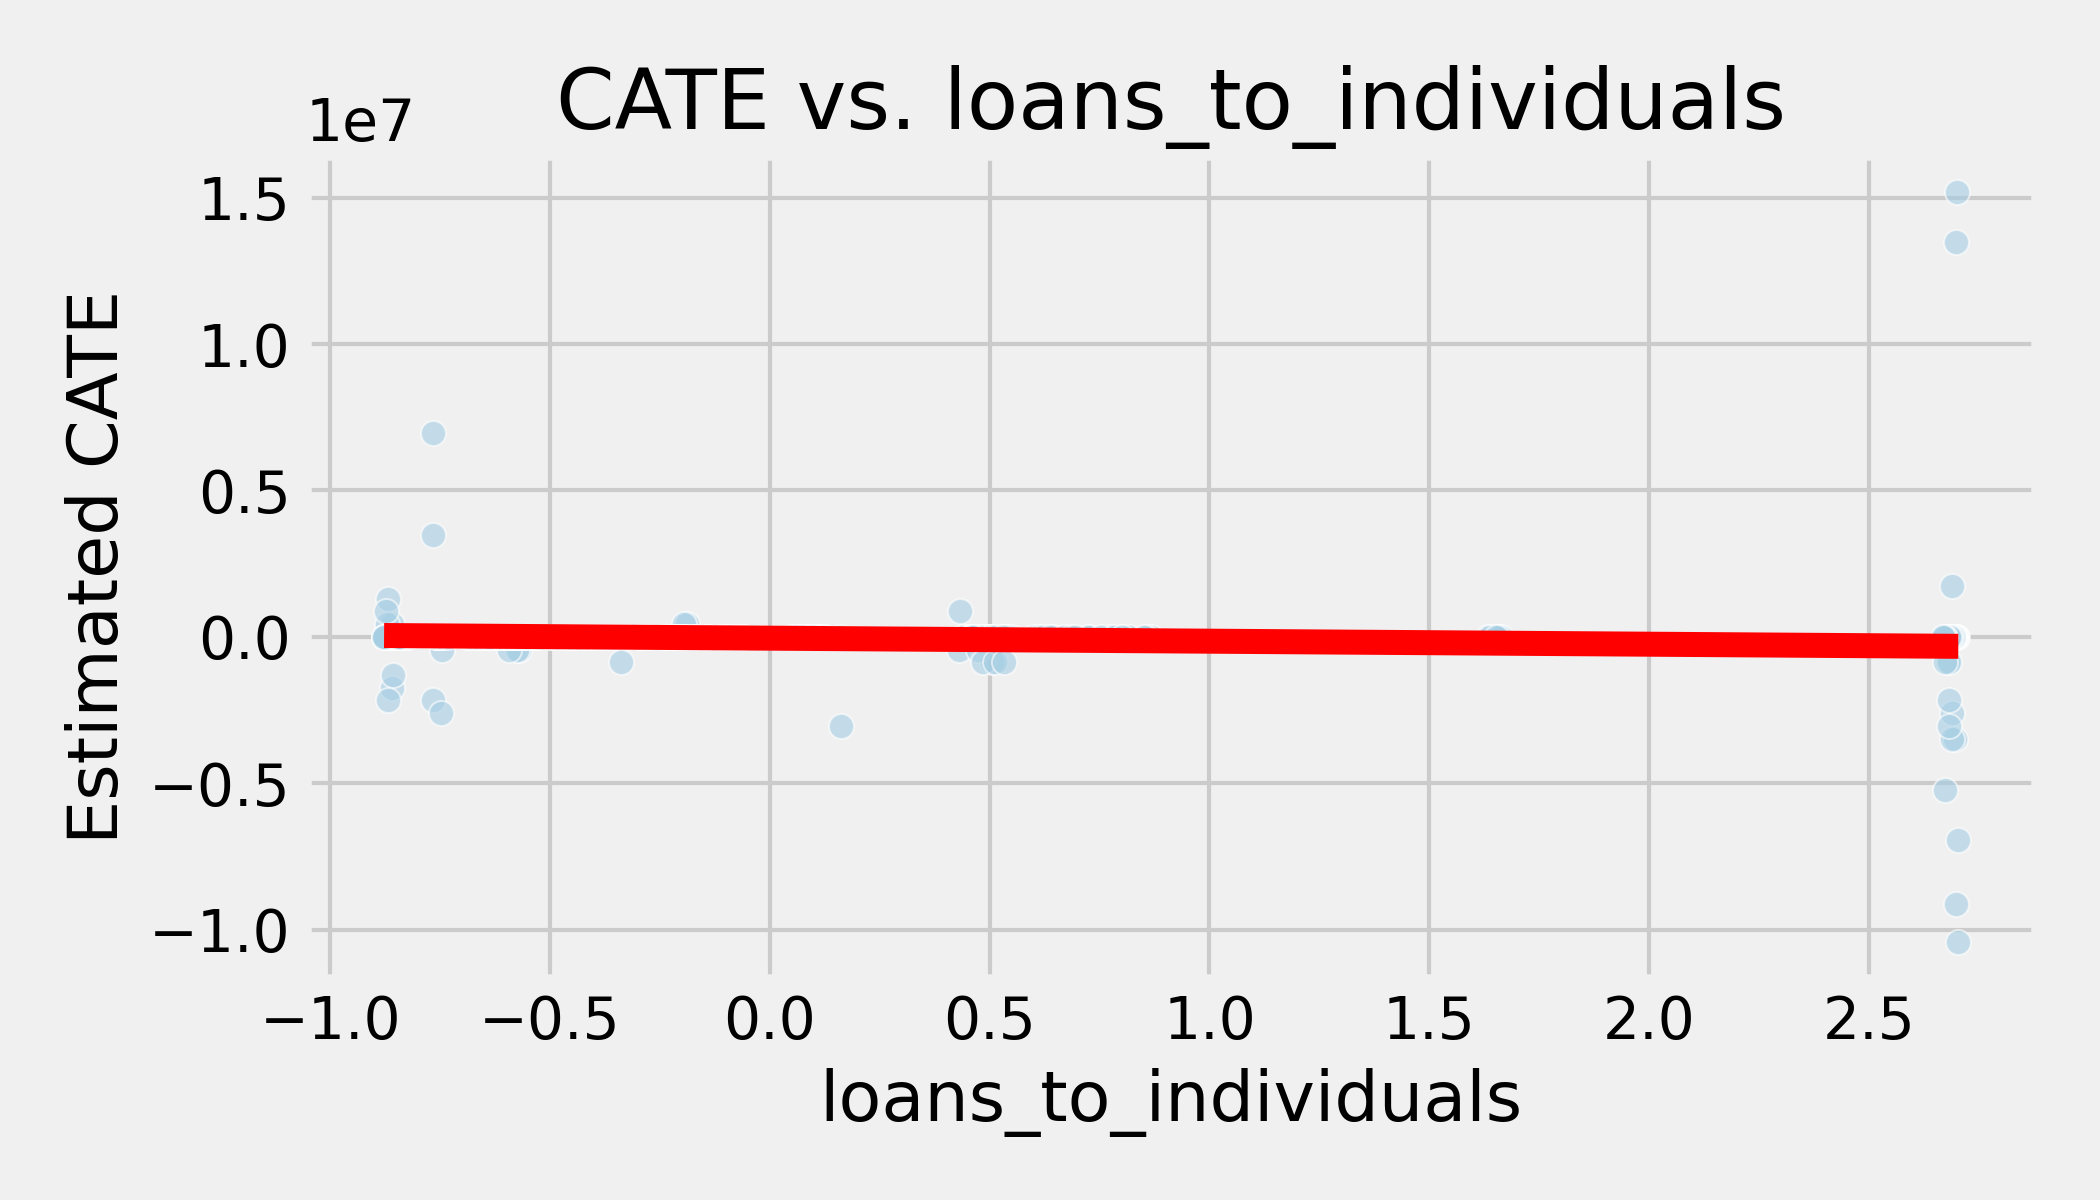 CATE vs. loans_to_individuals
1e7
1.5
1.0
0.5
0.0
−0.5
−1.0
Estimated CATE
−1.0 −0.5 0.0 0.5 1.0 1.5 2.0 2.5
loans_to_individuals